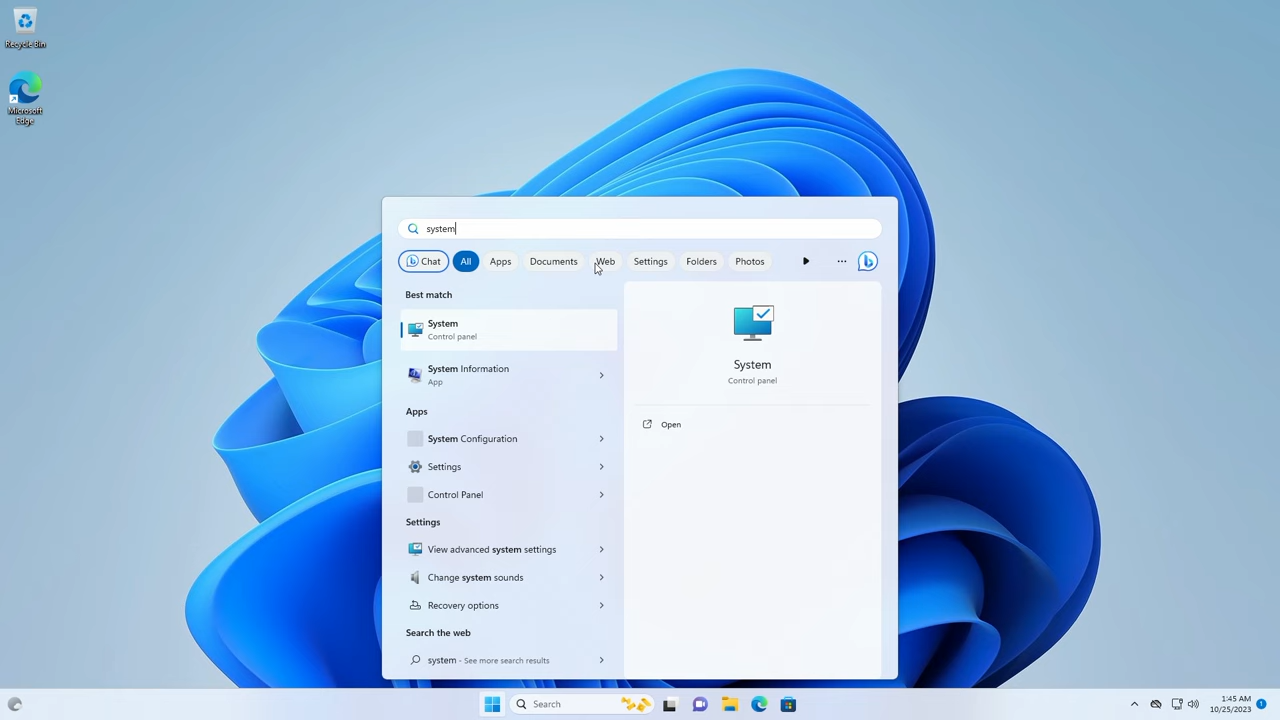 Recycle Bin
Microsoft
Edge
system
Chat All Apps Documents Web Settings Folders Photos
Best match
System
Control panel
System Information
App
Apps
System Configuration
Settings
Control Panel
Settings
View advanced system settings
Change system sounds
Recovery options
Search the web
system - See more search results
System
Control panel
Open
Search
1:45 AM
10/25/2023
1